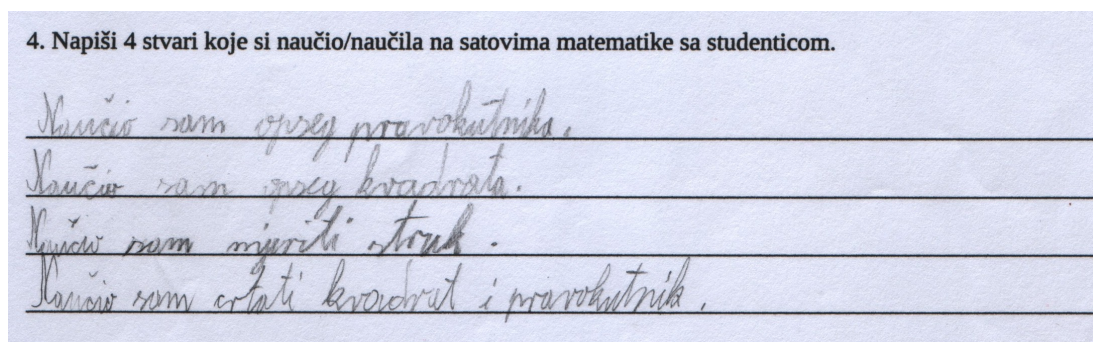 4. Napiši 4 stvari koje si naučio/naučila na satovima matematike sa studenticom.
Naučio sam opseg pravokutnika.
Naučio sam opseg kvadrata.
Naučio sam mjeriti struk.
Naučio sam crtati kvadrat i pravokutnik.